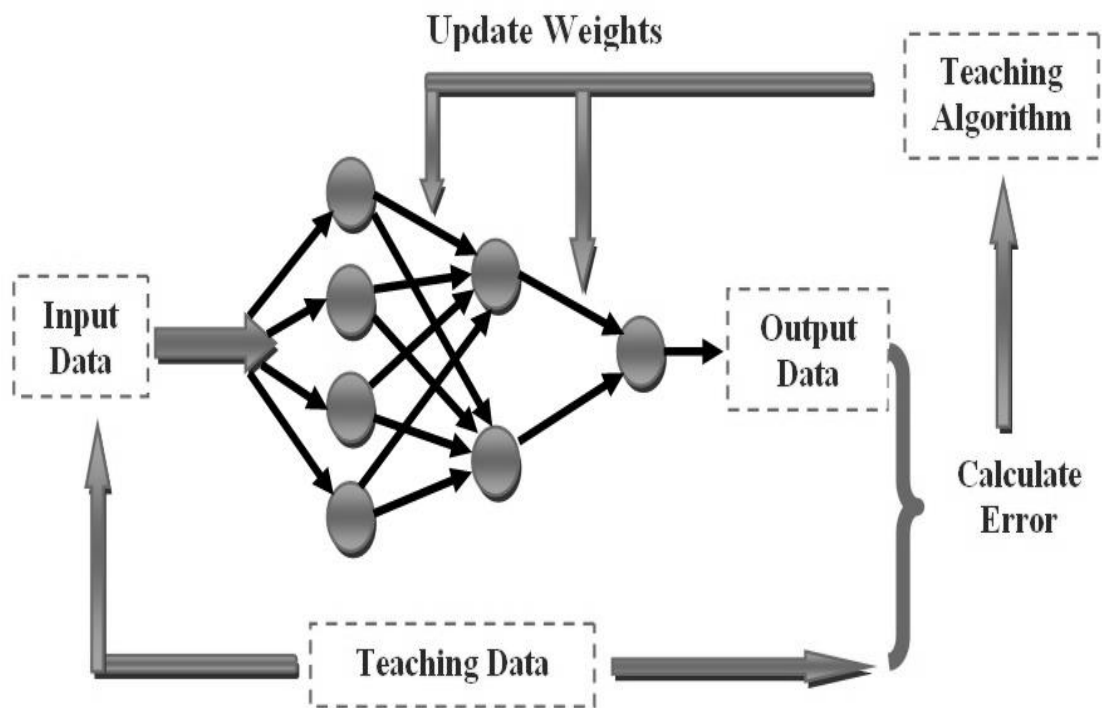 Update Weights
Teaching
Algorithm
Input
Data
Output
Data
Calculate
Error
Teaching Data